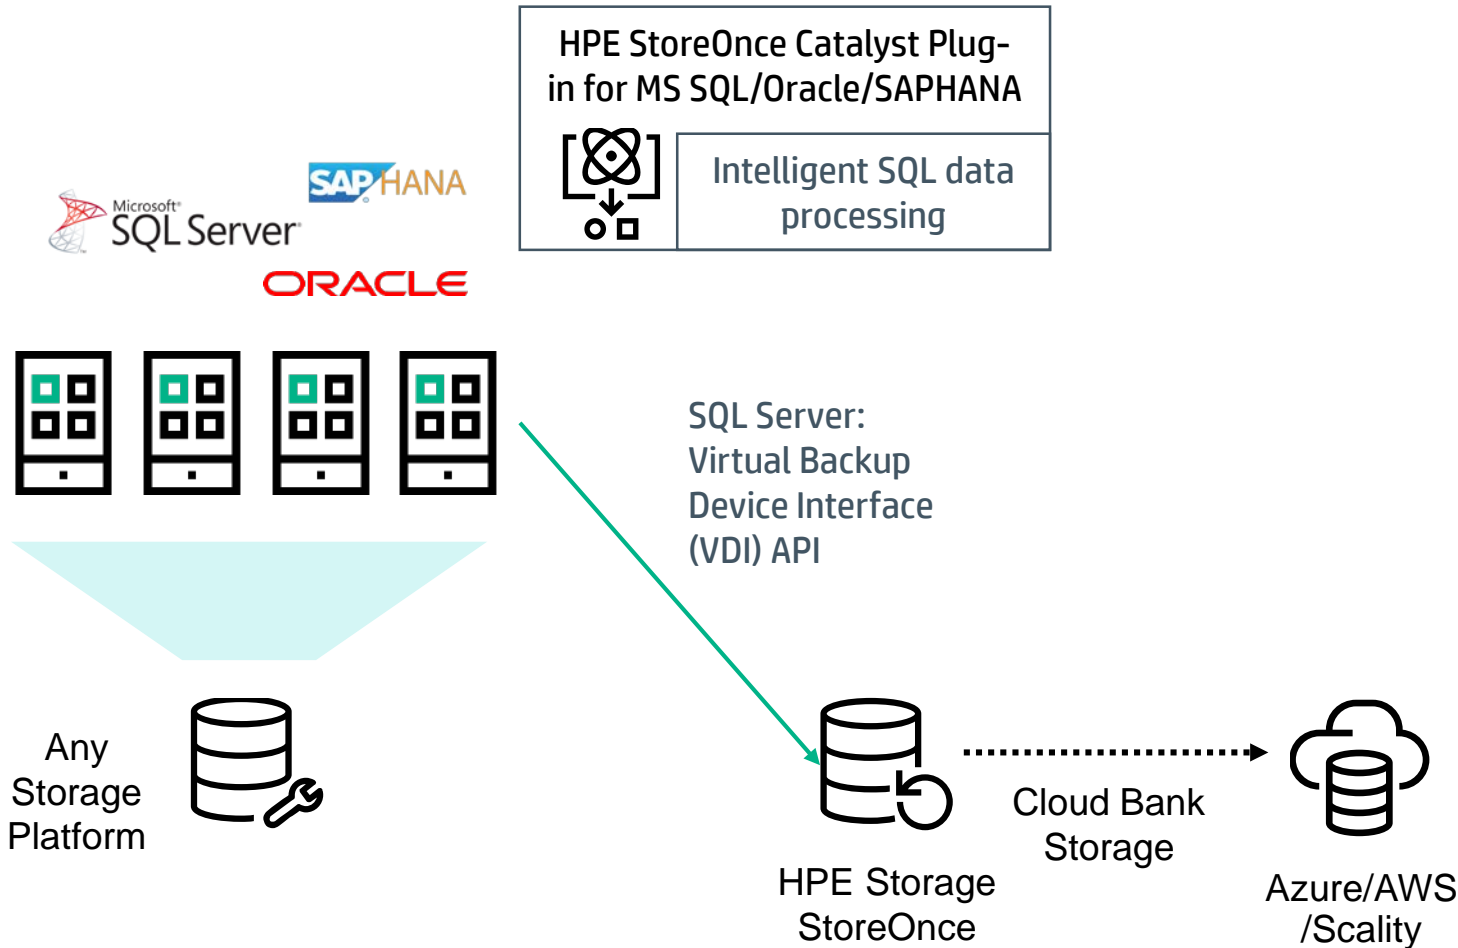 HPE StoreOnce Catalyst Plug-
in for MS SQL/Oracle/SAPHANA
Intelligent SQL data
processing
SAP HANA
Microsoft®
SQL Server®
ORACLE
SQL Server:
Virtual Backup
Device Interface
(VDI) API
Any
Storage
Platform
HPE Storage
StoreOnce
Cloud Bank
Storage
Azure/AWS
/Scality